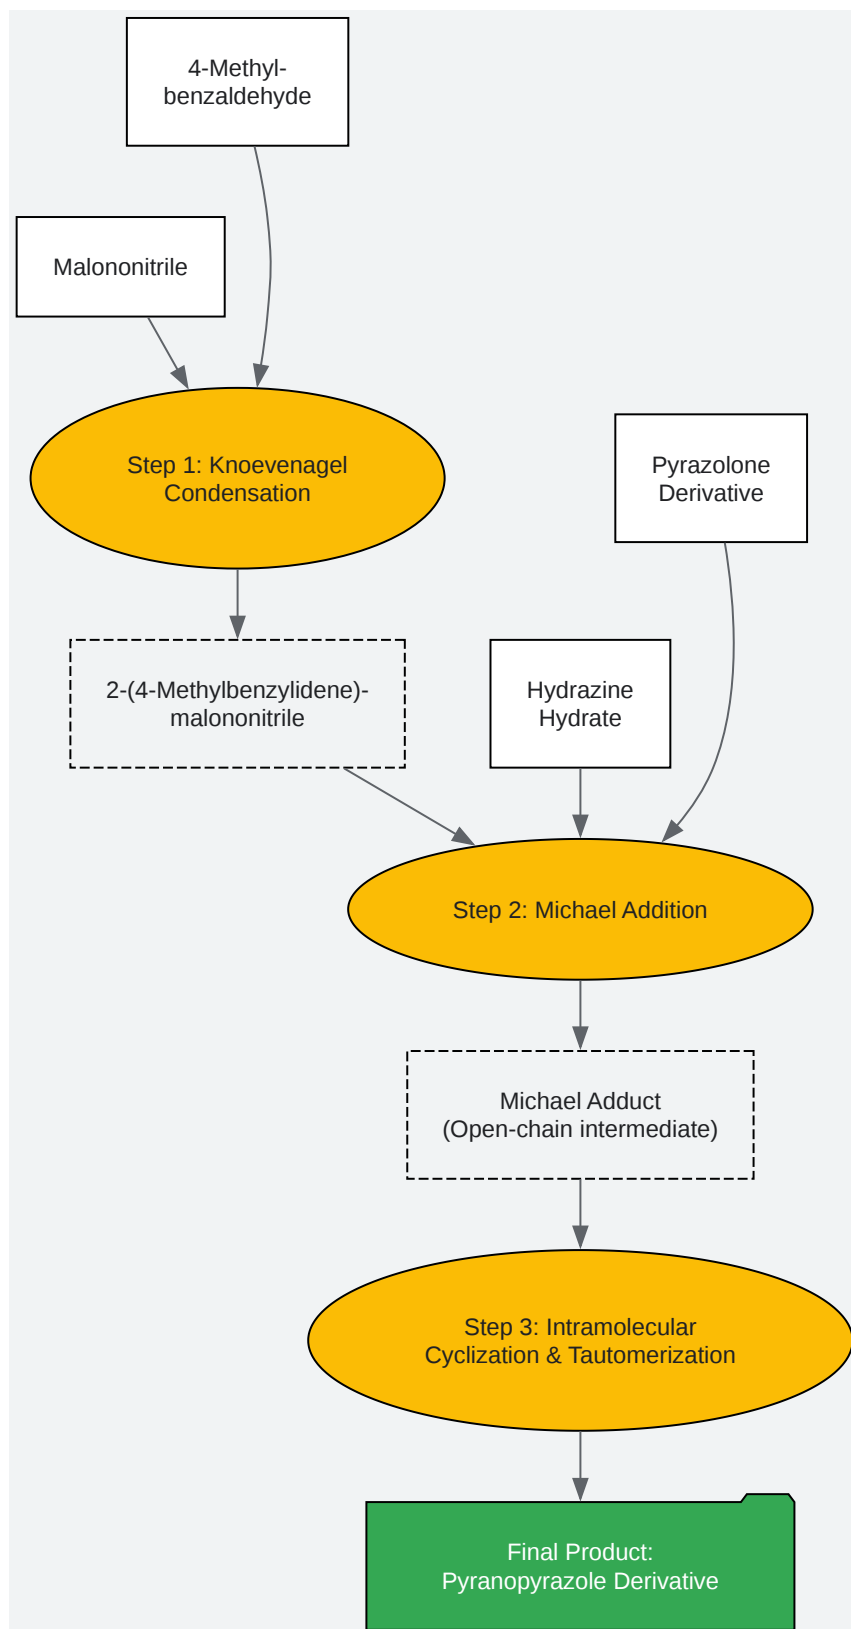 4-Methyl-
benzaldehyde
Malononitrile
Step 1: Knoevenagel
Condensation
Pyrazolone
Derivative
2-(4-Methylbenzylidene)-
malononitrile
Hydrazine
Hydrate
Step 2: Michael Addition
Michael Adduct
(Open-chain intermediate)
Step 3: Intramolecular
Cyclization & Tautomerization
Final Product:
Pyranopyrazole Derivative